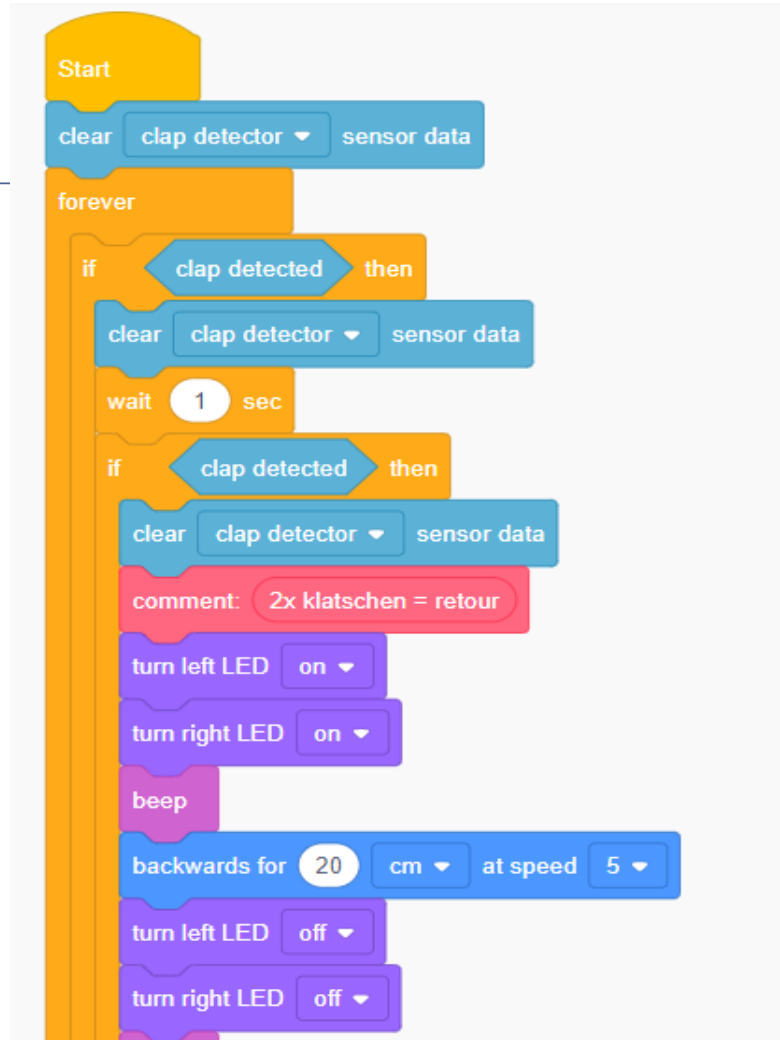 Start
clear clap detector sensor data
forever
if clap detected then
clear clap detector sensor data
wait 1 sec
if clap detected then
clear clap detector sensor data
comment: 2x klatschen = retour
turn left LED on
turn right LED on
beep
backwards for 20 cm at speed 5
turn left LED off
turn right LED off